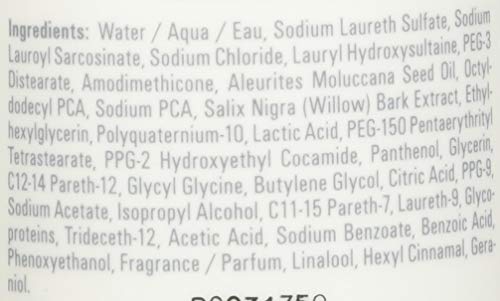 Ingredients: Water / Aqua / Eau, Sodium Laureth Sulfate, Sodium
Lauroyl Sarcosinate, Sodium Chloride, Lauryl Hydroxysultaine, PEG-3
Distearate, Amodimethicone, Aleurites Moluccana Seed Oil, Octyl-
dodecyl PCA, Sodium PCA, Salix Nigra (Willow) Bark Extract, Ethyl-
hexylglycerin, Polyquaternium-10, Lactic Acid, PEG-150 Pentaerythrityl
Tetrastearate, PPG-2 Hydroxyethyl Cocamide, Panthenol, Glycerin,
C12-14 Pareth-12, Glycyl Glycine, Butylene Glycol, Citric Acid, PPG-9,
Sodium Acetate, Isopropyl Alcohol, C11-15 Pareth-7, Laureth-9, Glyco-
proteins, Trideceth-12, Acetic Acid, Sodium Benzoate, Benzoic Acid,
Phenoxyethanol, Fragrance / Parfum, Linalool, Hexyl Cinnamal, Gera-
niol.